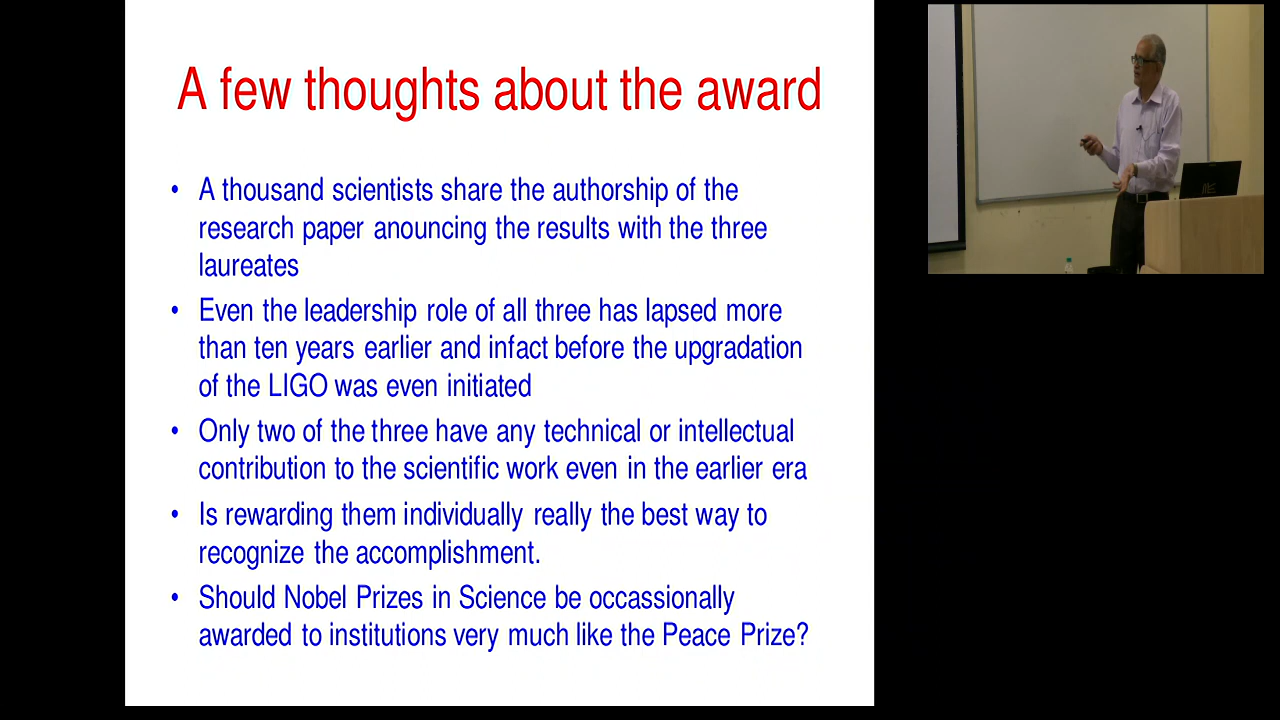 A few thoughts about the award
• A thousand scientists share the authorship of the
research paper anouncing the results with the three
laureates
• Even the leadership role of all three has lapsed more
than ten years earlier and infact before the upgradation
of the LIGO was even initiated
• Only two of the three have any technical or intellectual
contribution to the scientific work even in the earlier era
• Is rewarding them individually really the best way to
recognize the accomplishment.
• Should Nobel Prizes in Science be occassionally
awarded to institutions very much like the Peace Prize?